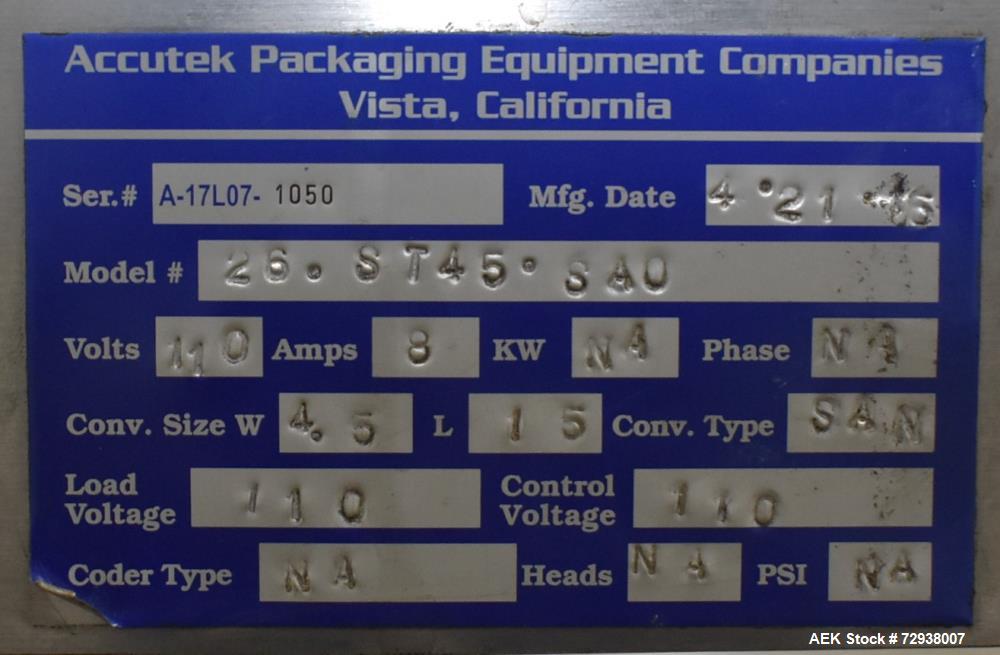 Accutek Packaging Equipment Companies
Vista, California
Ser.# A-17L07- 1050 Mfg. Date 4 • 21 •
Model # 26. ST45• SAO
Volts 110 Amps 8 KW NA Phase NA
Conv. Size W 4.5 L 15 Conv. Type SAN
Load Voltage 110 Control Voltage 110
Coder Type NA Heads NA PSI NA
AEK Stock # 72938007